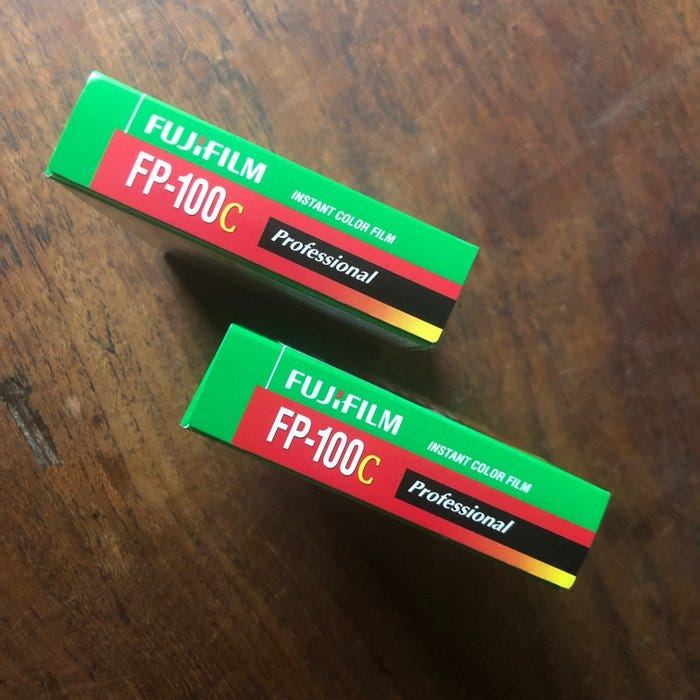 FUJIFILM
FP-100C
INSTANT COLOR FILM
Professional
FUJIFILM
FP-100C
INSTANT COLOR FILM
Professional